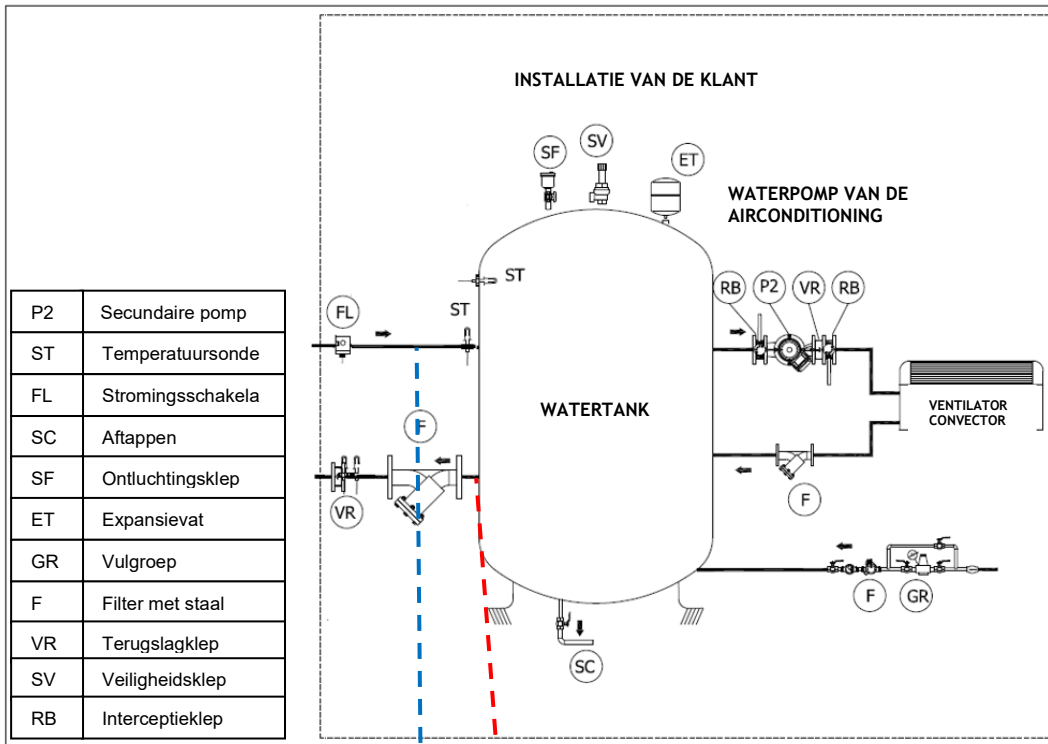 INSTALLATIE VAN DE KLANT
SV
SF
ET
WATERPOMP VAN DE
AIRCONDITIONING
ST
ST
FL
RB
P2
VR
RB
WATERTANK
VENTILATOR
CONVECTOR
F
VR
F
F
GR
SC
P2 Secundaire pomp
ST Temperatuursonde
FL Stromingsschakela
SC Aftappen
SF Ontluchtingsklep
ET Expansievat
GR Vulgroep
F Filter met staal
VR Terugslagklep
SV Veiligheidsklep
RB Interceptieklep